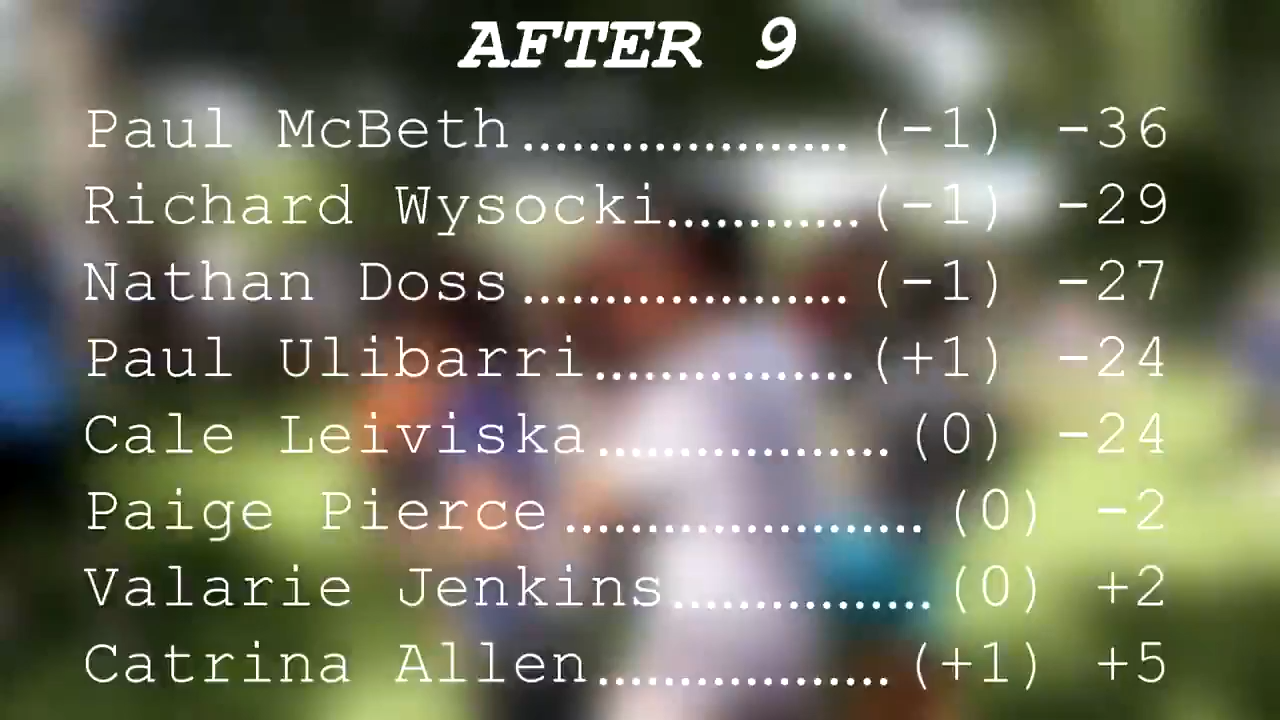 AFTER 9
Paul McBeth.................... (-1) -36
Richard Wysocki............(-1) -29
Nathan Doss.................... (-1) -27
Paul Ulibarri................ (+1) -24
Cale Leiviska.................. (0) -24
Paige Pierce...................... (0) -2
Valarie Jenkins................ (0) +2
Catrina Allen.................. (+1) +5